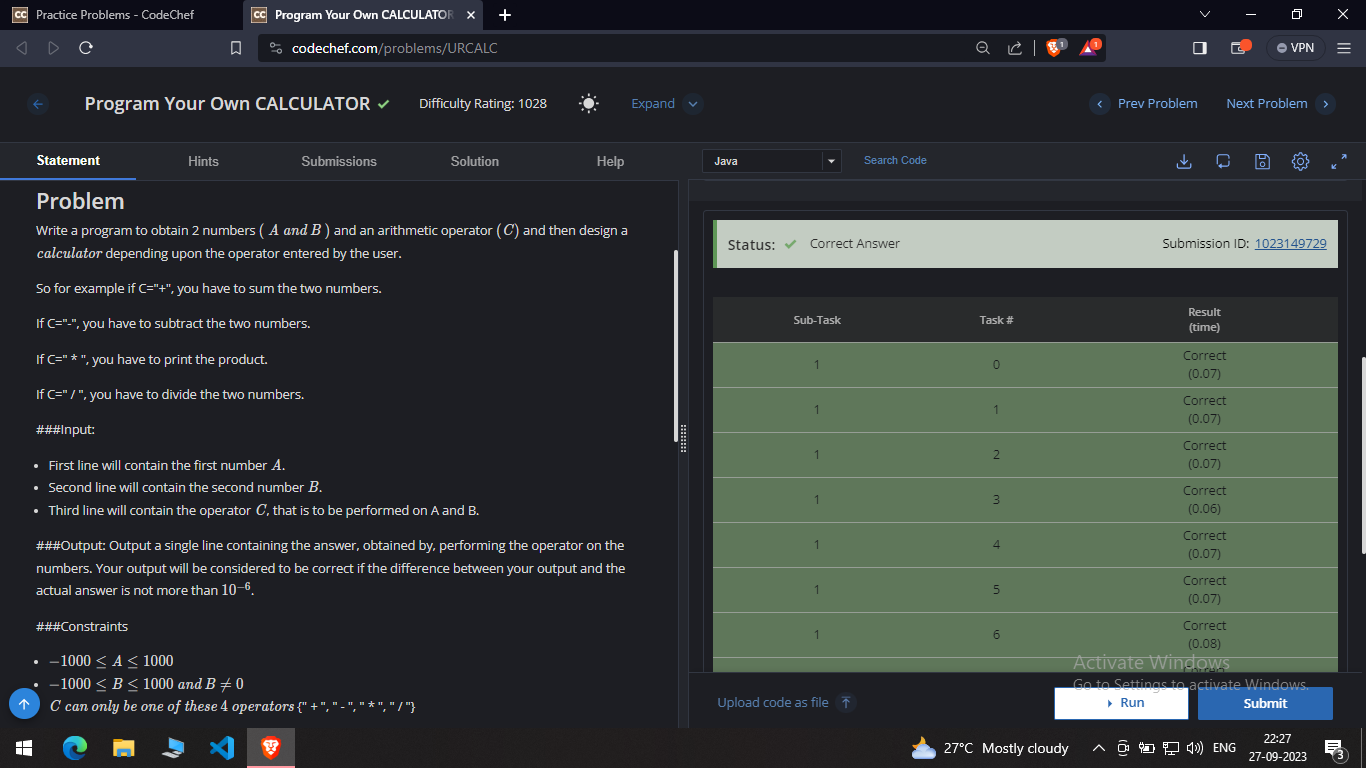 Practice Problems - CodeChef
Program Your Own CALCULATOR
codechef.com/problems/URCALC
1
1
VPN
Program Your Own CALCULATOR
Difficulty Rating: 1028
Expand
Prev Problem
Next Problem
Statement
Hints
Submissions
Solution
Help
Java
Search Code
Problem
Write a program to obtain 2 numbers ( A and B ) and an arithmetic operator (C) and then design a
calculator depending upon the operator entered by the user.
So for example if C="+", you have to sum the two numbers.
If C="-", you have to subtract the two numbers.
If C=" * ", you have to print the product.
If C=" / ", you have to divide the two numbers.
###Input:
• First line will contain the first number A.
• Second line will contain the second number B.
• Third line will contain the operator C, that is to be performed on A and B.
###Output: Output a single line containing the answer, obtained by, performing the operator on the
numbers. Your output will be considered to be correct if the difference between your output and the
actual answer is not more than 10⁻⁶.
###Constraints
• −1000 ≤ A ≤ 1000
• −1000 ≤ B ≤ 1000 and B ≠ 0
C can only be one of these 4 operators {" + ", " - ", " * ", " / "}
Status:
Correct Answer
Submission ID: 1023149729
Sub-Task
Task #
Result
(time)
1
0
Correct
(0.07)
1
1
Correct
(0.07)
1
2
Correct
(0.07)
1
3
Correct
(0.06)
1
4
Correct
(0.07)
1
5
Correct
(0.07)
1
6
Correct
(0.08)
Activate Windows
Go to Settings to activate Windows.
Upload code as file
Run
Submit
27°C Mostly cloudy
ENG
22:27
27-09-2023
3